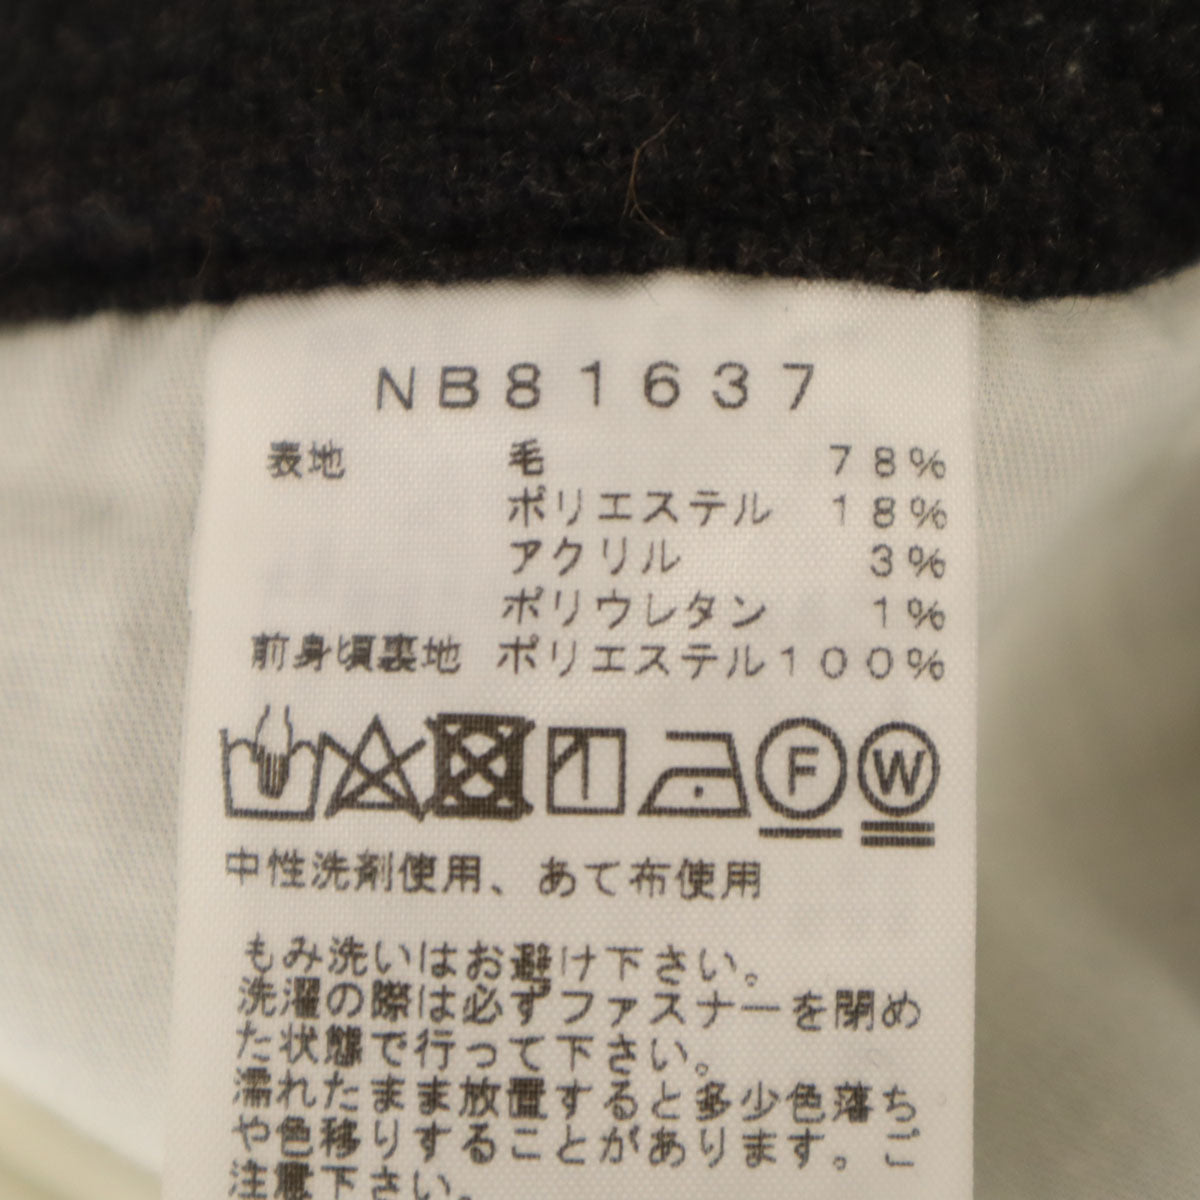 NB81637
表地 毛 78%
ポリエステル 18%
アクリル 3%
ポリウレタン 1%
前身頃裏地 ポリエステル100%
F W
中性洗剤使用、あて布使用
もみ洗いはお避け下さい。
洗濯の際は必ずファスナーを閉め
た状態で行って下さい。
濡れたまま放置すると多少色落ち
や色移りすることがあります。ご
注意下さい。